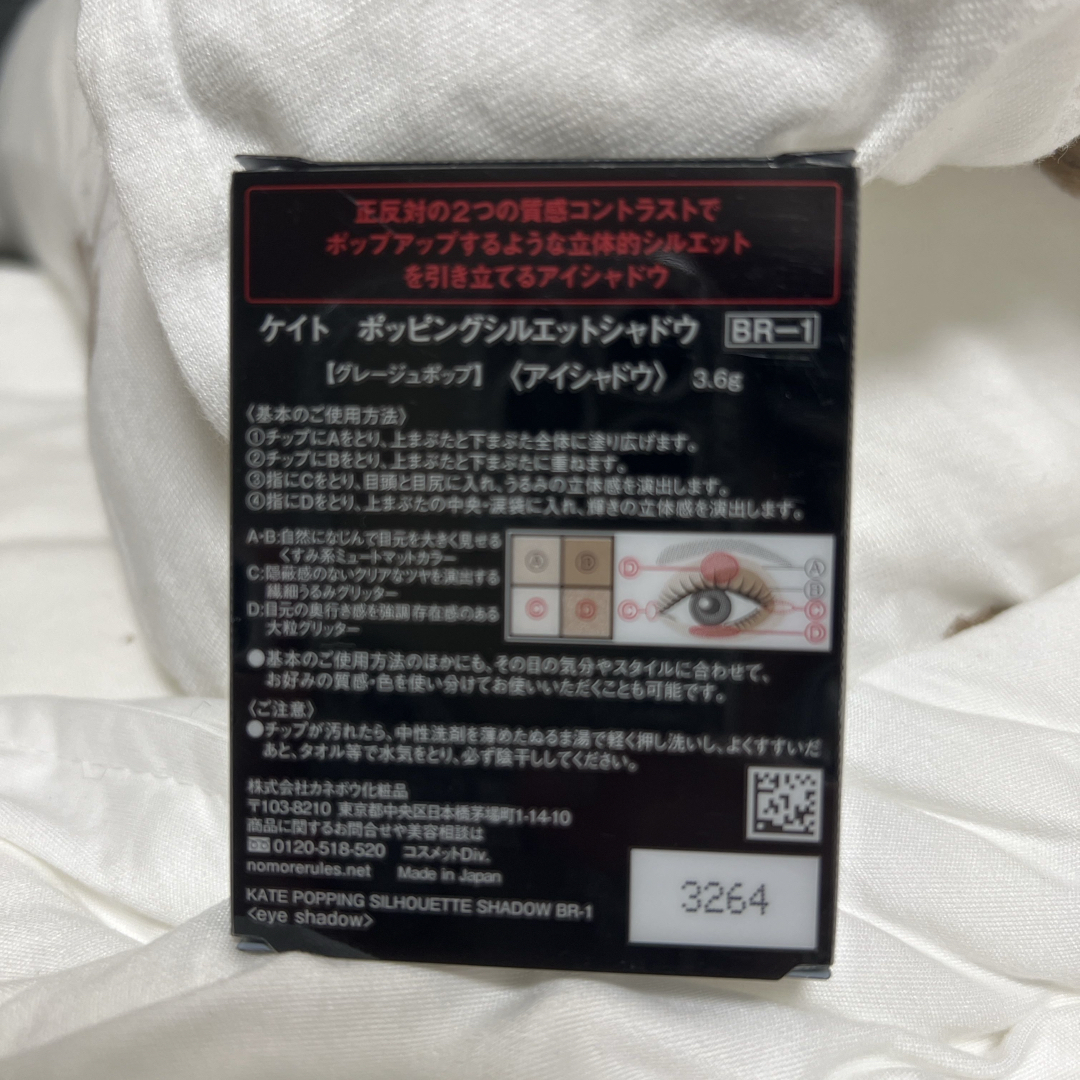 正反対の2つの質感コントラストで
ポップアップするような立体的シルエット
を引き立てるアイシャドウ
ケイト ポッピングシルエットシャドウ BR-1
【グレージュポップ】〈アイシャドウ〉 3.6g
〈基本のご使用方法〉
①チップにAをとり、上まぶたと下まぶた全体に塗り広げます。
②チップにBをとり、上まぶたと下まぶたに重ねます。
③指にCをとり、目頭と目尻に入れ、うるみの立体感を演出します。
④指にDをとり、上まぶたの中央・涙袋に入れ、輝きの立体感を演出します。
A・B:自然になじんで目元を大きく見せる
くすみ系ミュートマットカラー
C:隠蔽感のないクリアなツヤを演出する
繊細うるみグリッター
D:目元の奥行き感を強調 存在感のある
大粒グリッター
Ⓐ Ⓑ Ⓓ Ⓐ
Ⓑ
Ⓒ Ⓓ Ⓒ Ⓒ
Ⓓ
●基本のご使用方法のほかにも、その日の気分やスタイルに合わせて、
お好みの質感・色を使い分けてお使いいただくことも可能です。
〈ご注意〉
●チップが汚れたら、中性洗剤を薄めたぬるま湯で軽く押し洗いし、よくすすいだ
あと、タオル等で水気をとり、必ず陰干ししてください。
株式会社カネボウ化粧品
〒103-8210 東京都中央区日本橋茅場町1-14-10
商品に関するお問合せや美容相談は
0120-518-520 コスメットDiv.
nomorerules.net Made in Japan
KATE POPPING SILHOUETTE SHADOW BR-1
<eye shadow>
3264